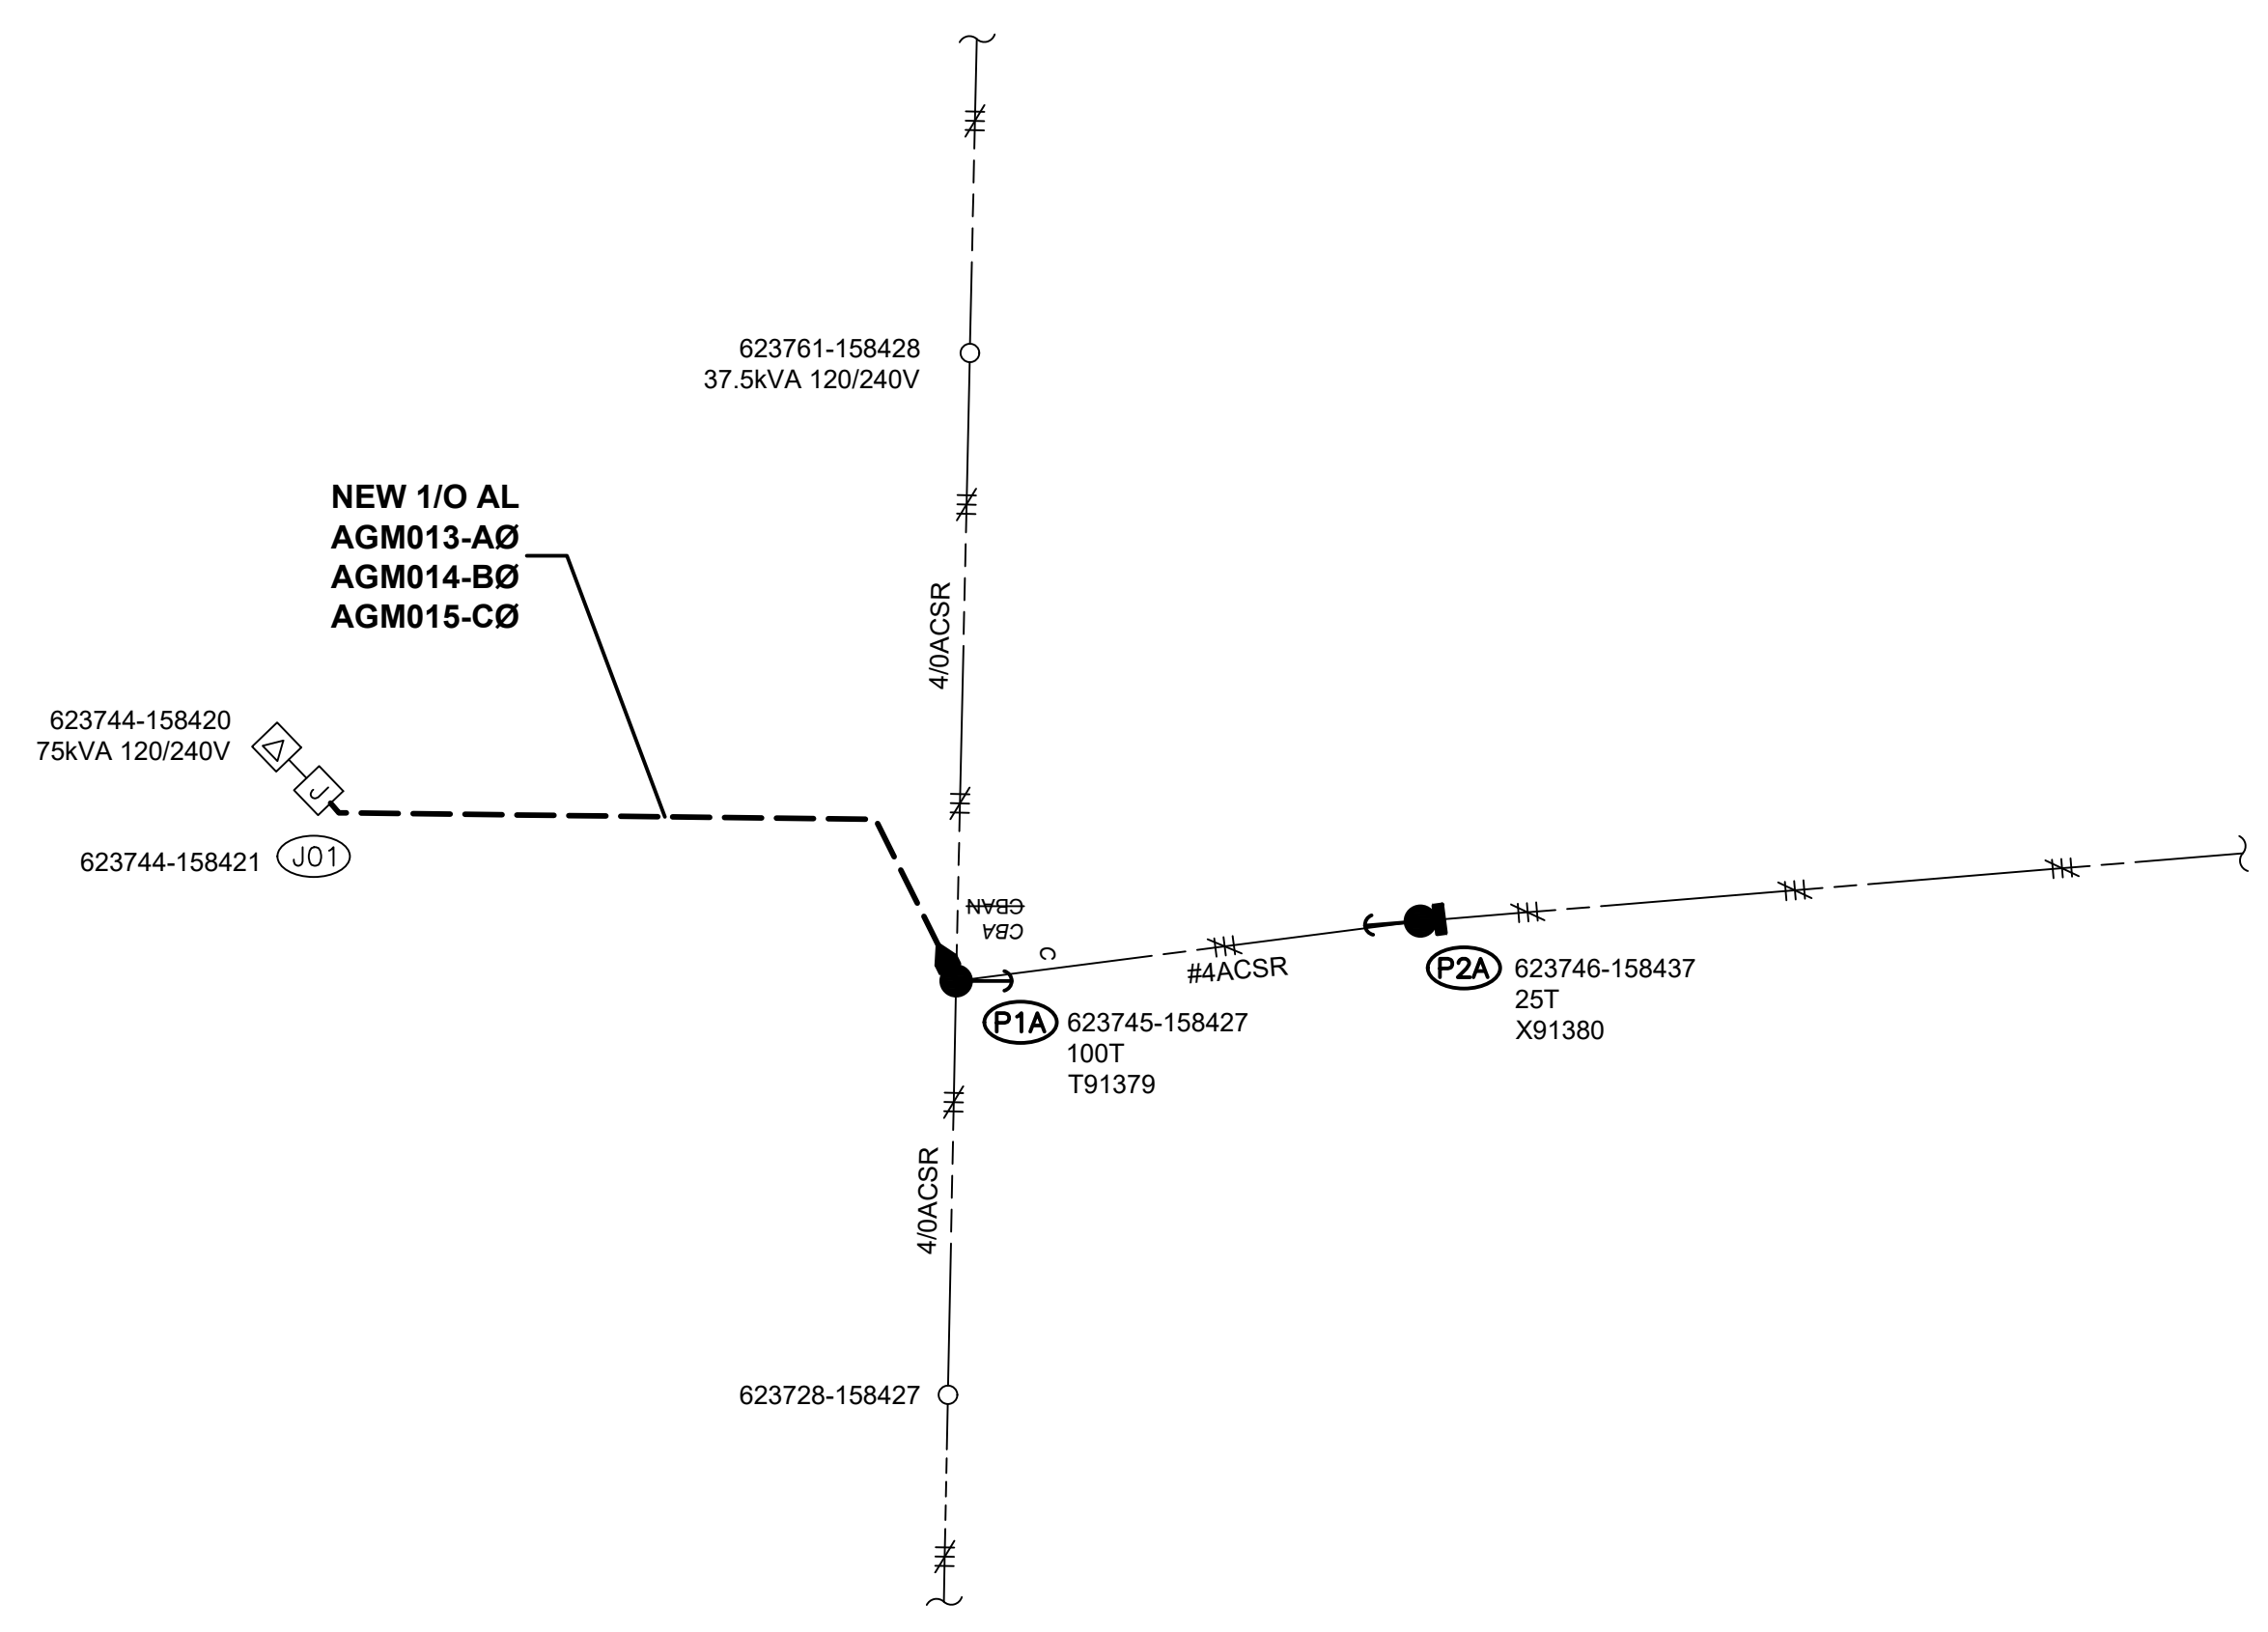 623761-158428
37.5kVA 120/240V
NEW 1/O AL
AGM013-AØ
AGM014-BØ
AGM015-CØ
4/0ACSR
623744-158420
75kVA 120/240V
J
623744-158421
J01
CBAN
CBA
C
#4ACSR
P1A
623745-158427
100T
T91379
P2A
623746-158437
25T
X91380
4/0ACSR
623728-158427